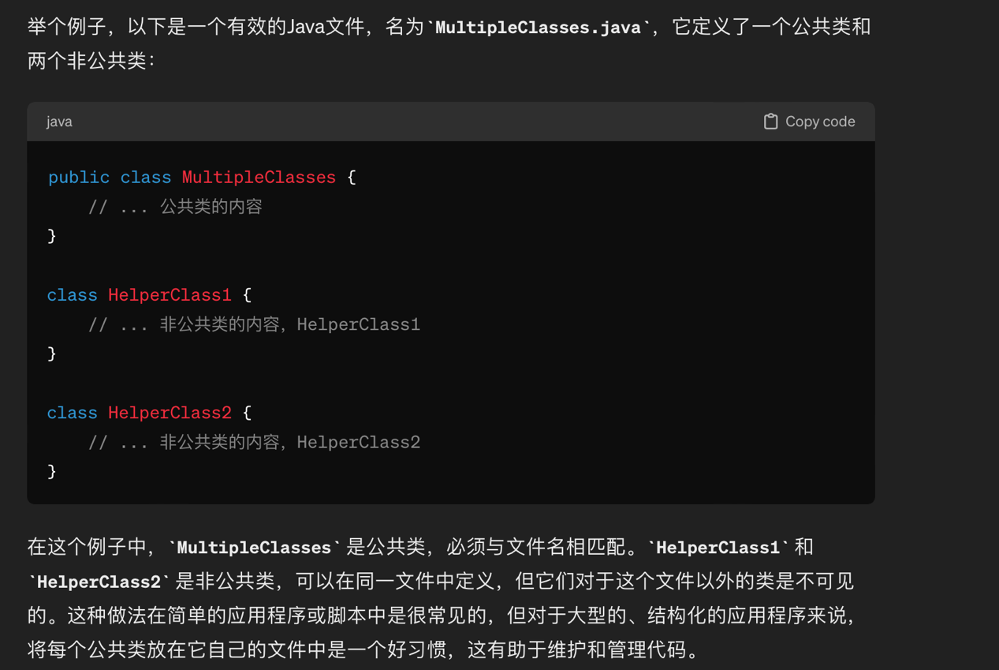 举个例子，以下是一个有效的Java文件，名为`MultipleClasses.java`，它定义了一个公共类和
两个非公共类：
java
Copy code
public class MultipleClasses {
    // ... 公共类的内容
}
class HelperClass1 {
    // ... 非公共类的内容，HelperClass1
}
class HelperClass2 {
    // ... 非公共类的内容，HelperClass2
}
在这个例子中，`MultipleClasses`是公共类，必须与文件名相匹配。`HelperClass1`和
`HelperClass2`是非公共类，可以在同一文件中定义，但它们对于这个文件以外的类是不可见
的。这种做法在简单的应用程序或脚本中是很常见的，但对于大型的、结构化的应用程序来说，
将每个公共类放在它自己的文件中是一个好习惯，这有助于维护和管理代码。